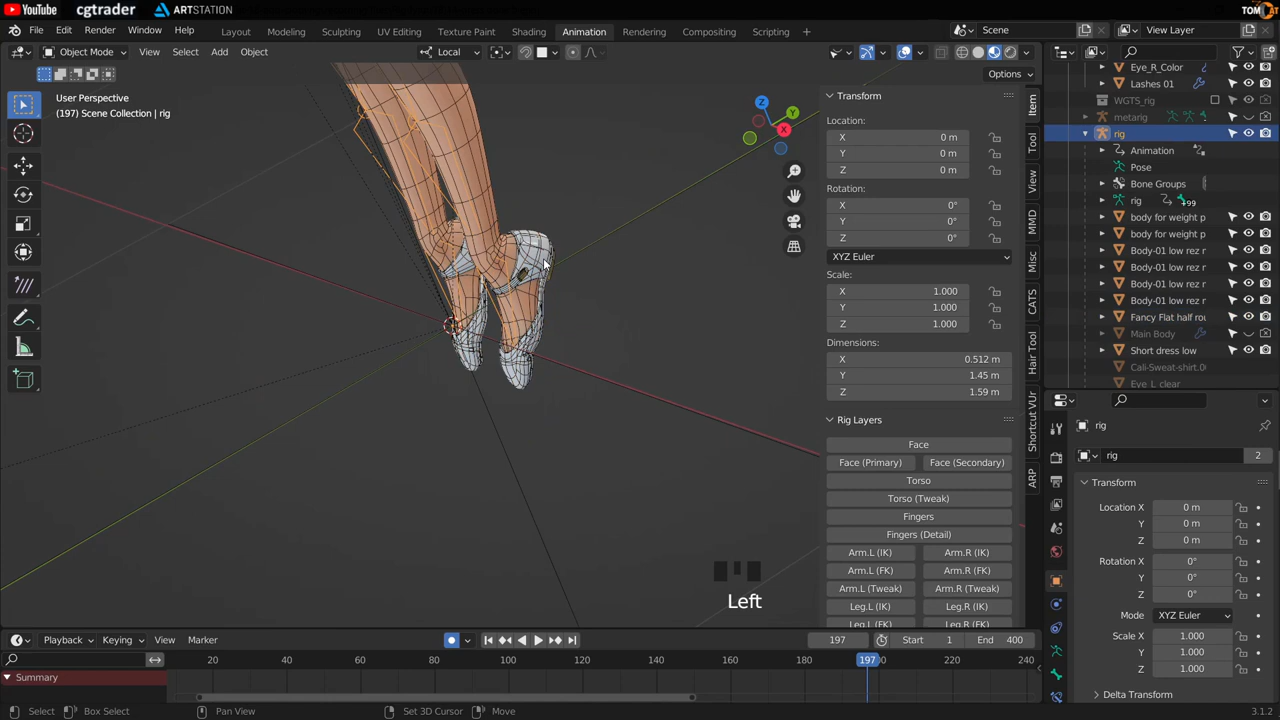 YouTube cgtrader ARTSTATION TOM CAT
File Edit Render Window Help Layout Modeling Sculpting UV Editing Texture Paint Shading Animation Rendering Compositing Scripting Scene View Layer
Object Mode View Select Add Object Local
Options
User Perspective
(197) Scene Collection | rig
Transform
Location:
X 0 m
Y 0 m
Z 0 m
Rotation:
X 0°
Y 0°
Z 0°
XYZ Euler
Scale:
X 1.000
Y 1.000
Z 1.000
Dimensions:
X 0.512 m
Y 1.45 m
Z 1.59 m
Rig Layers
Face
Face (Primary) Face (Secondary)
Torso
Torso (Tweak)
Fingers
Fingers (Detail)
Arm.L (IK) Arm.R (IK)
Arm.L (FK) Arm.R (FK)
Arm.L (Tweak) Arm.R (Tweak)
Leg.L (IK) Leg.R (IK)
Leg.L (FK) Leg.R (FK)
Item
Tool
View
MMD
Misc
CATS
Hair Tool
Shortcut VUr
ARP
Z
Y
X
Left
Eye_R_Color
Lashes 01
WGTS_rig
metarig
rig
Animation
Pose
Bone Groups
rig 99
body for weight p
body for weight p
Body-01 low rez r
Body-01 low rez r
Body-01 low rez r
Body-01 low rez r
Fancy Flat half rou
Main Body
Short dress low
Cali-Sweat-shirt.00
Eye_L_clear
rig
rig 2
Transform
Location X 0 m
Y 0 m
Z 0 m
Rotation X 0°
Y 0°
Z 0°
Mode XYZ Euler
Scale X 1.000
Y 1.000
Z 1.000
Delta Transform
Playback Keying View Marker 197 Start 1 End 400
20 40 60 80 100 120 140 160 180 197 220 240
Summary
Select Box Select Pan View Set 3D Cursor Move 3.1.2